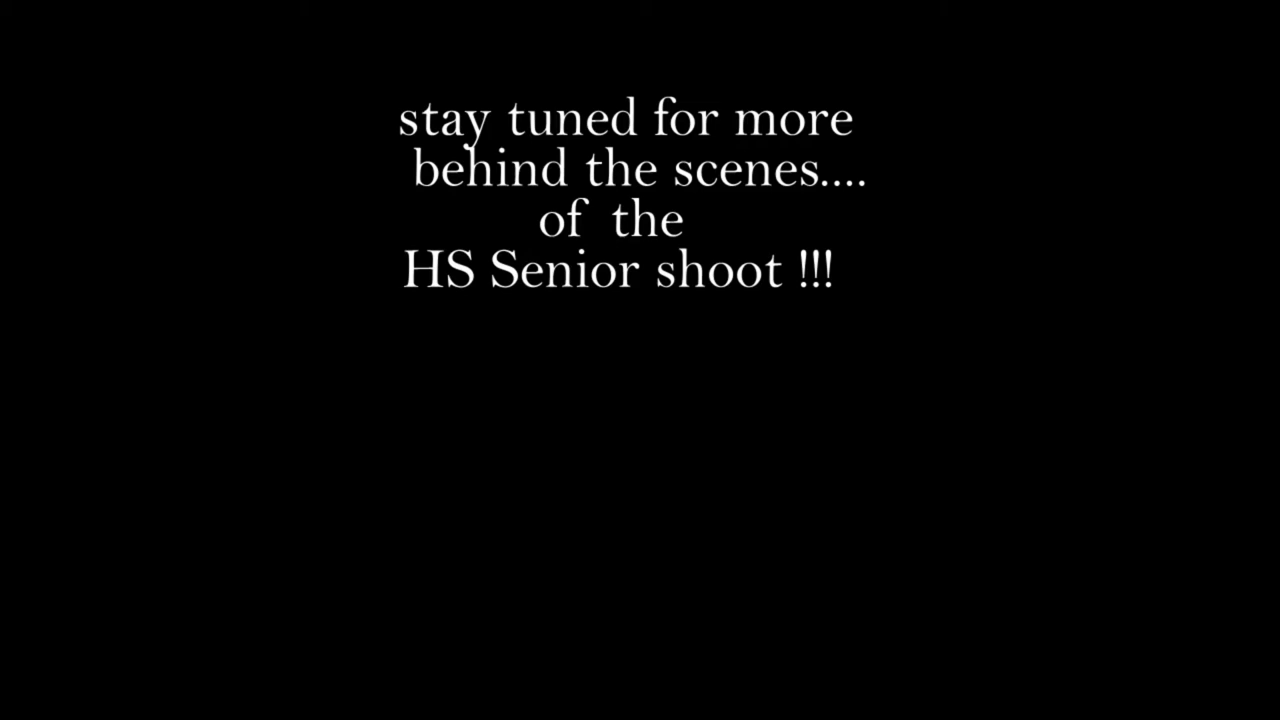 stay tuned for more
behind the scenes....
of the
HS Senior shoot !!!